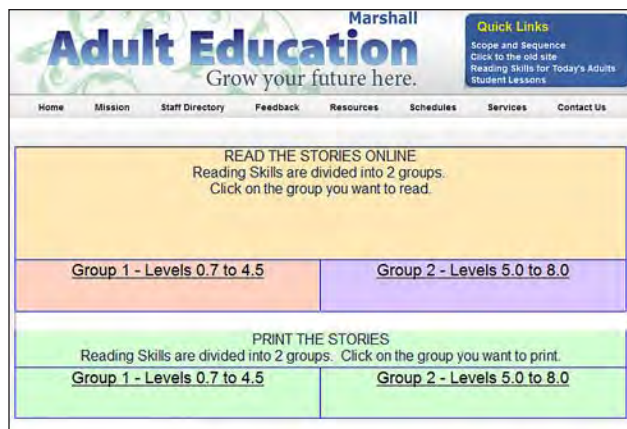 Marshall
Adult Education
Grow your future here.
Quick Links
Scope and Sequence
Click to the old site
Reading Skills for Today's Adults
Student Lessons
Home Mission Staff Directory Feedback Resources Schedules Services Contact Us
READ THE STORIES ONLINE
Reading Skills are divided into 2 groups.
Click on the group you want to read.
Group 1 - Levels 0.7 to 4.5 Group 2 - Levels 5.0 to 8.0
PRINT THE STORIES
Reading Skills are divided into 2 groups. Click on the group you want to print.
Group 1 - Levels 0.7 to 4.5 Group 2 - Levels 5.0 to 8.0